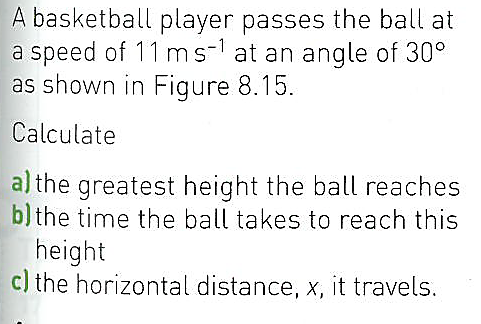 A basketball player passes the ball at
a speed of 11 m s⁻¹ at an angle of 30°
as shown in Figure 8.15.
Calculate
a) the greatest height the ball reaches
b) the time the ball takes to reach this
height
c) the horizontal distance, x, it travels.